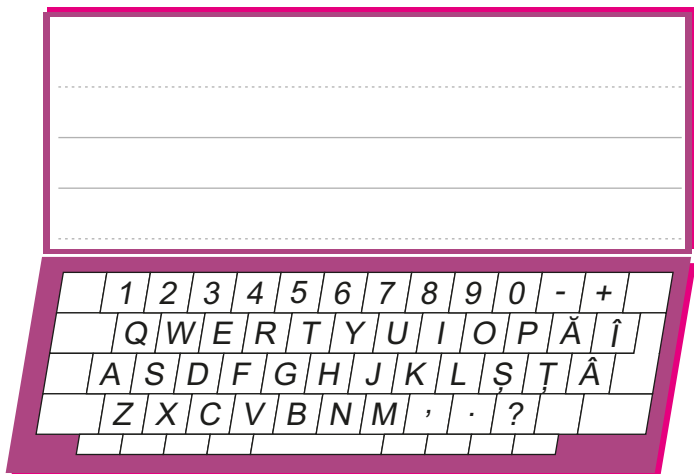 1 2 3 4 5 6 7 8 9 0 - +
Q W E R T Y U I O P Ă Î
A S D F G H J K L Ș Ț Â
Z X C V B N M , . ?